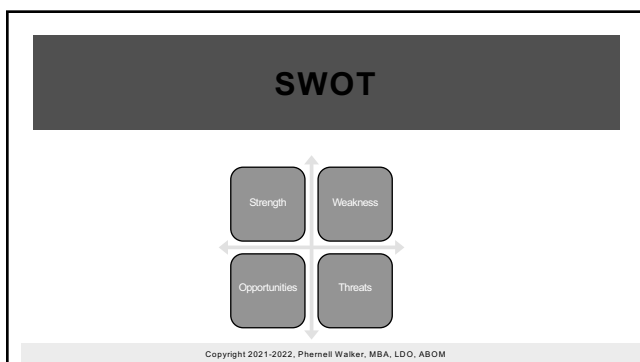 SWOT
Strength
Weakness
Opportunities
Threats
Copyright 2021-2022, Phernell Walker, MBA, LDO, ABOM